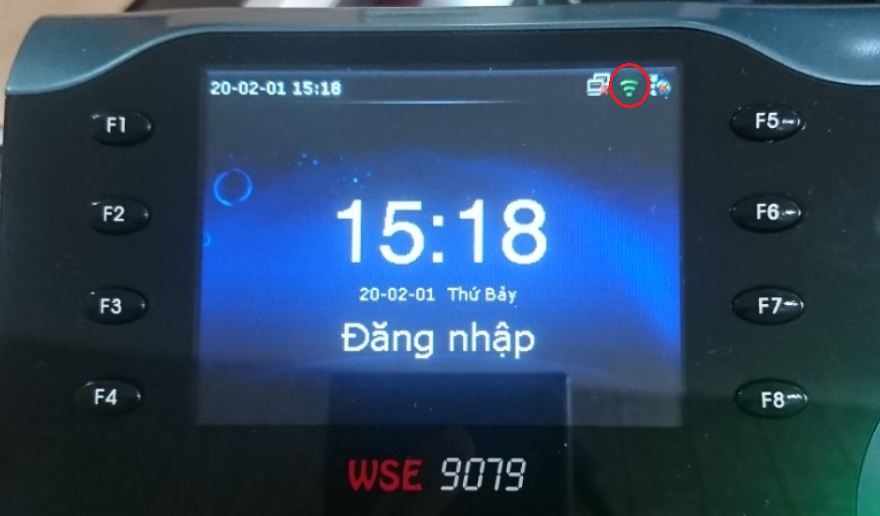 20-02-01 15:18
F1
F5
F2
15:18
F6
20-02-01 Thứ Bảy
F3
F7
Đăng nhập
F4
F8
WSE 9079